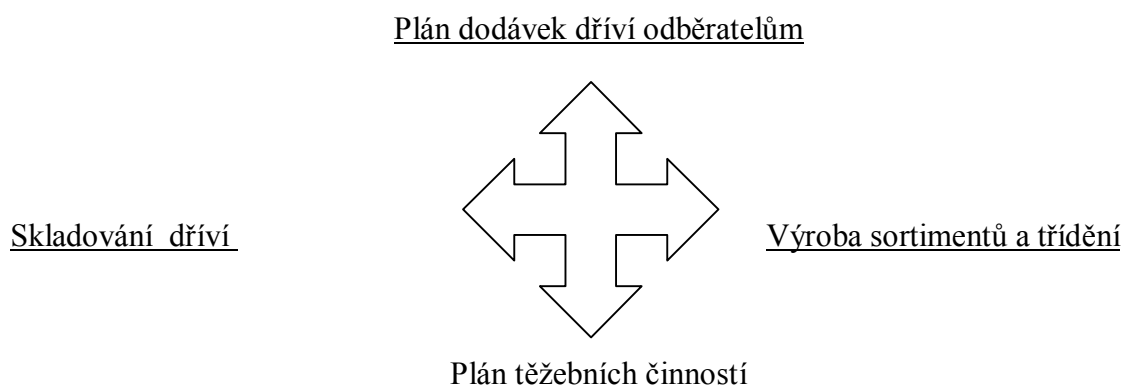 Plán dodávek dříví odběratelům
Skladování dříví
Výroba sortimentů a třídění
Plán těžebních činností